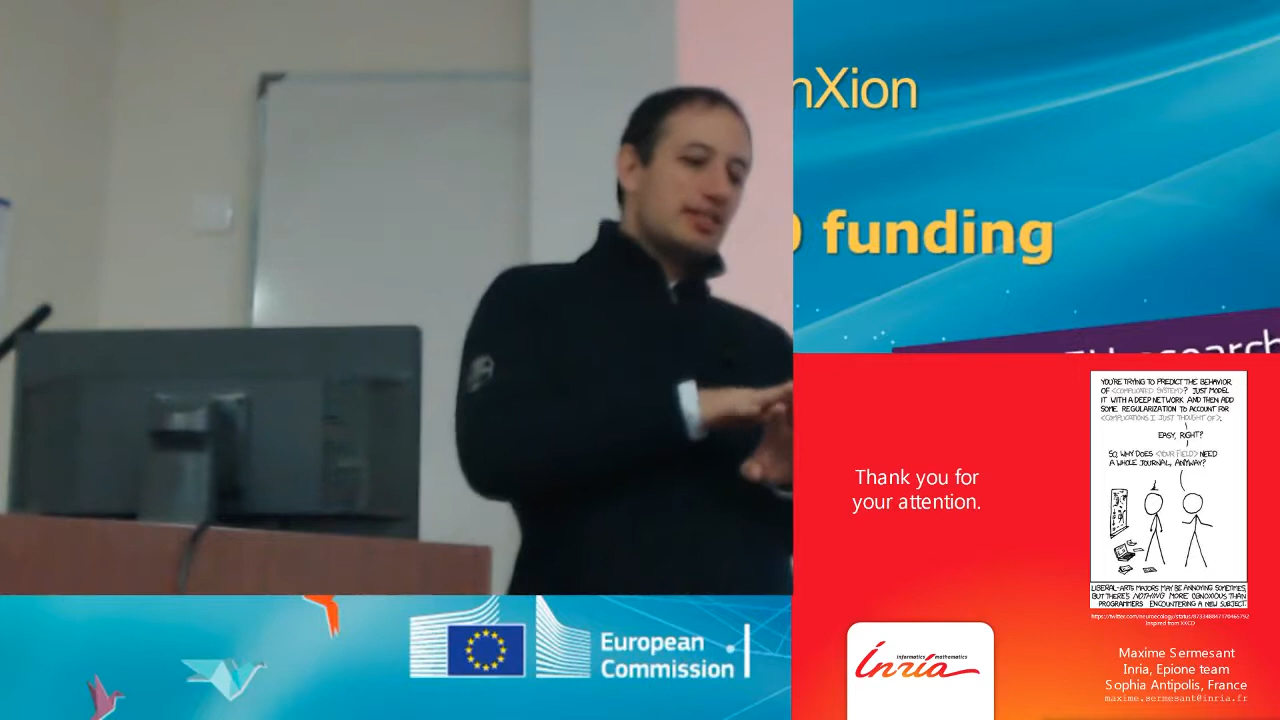 nXion
funding
European
Commission
YOU'RE TRYING TO PREDICT THE BEHAVIOR
OF <COMPLICATED SYSTEM>? JUST MODEL
IT WITH A DEEP NETWORK AND THEN ADD
SOME REGULARIZATION TO ACCOUNT FOR
<COMPLICATIONS I JUST THOUGHT OF>.
EASY, RIGHT?
SO, WHY DOES <YOUR FIELD> NEED
A WHOLE JOURNAL, ANYWAY?
LIBERAL-ARTS MAJORS MAY BE ANNOYING SOMETIMES,
BUT THERE'S NOTHING MORE OBNOXIOUS THAN
PROGRAMMERS ENCOUNTERING A NEW SUBJECT.
Inspired from XKCD
Thank you for
your attention.
informatics mathematics
Inria
Maxime Sermesant
Inria, Epione team
Sophia Antipolis, France
maxime.sermesant@inria.fr